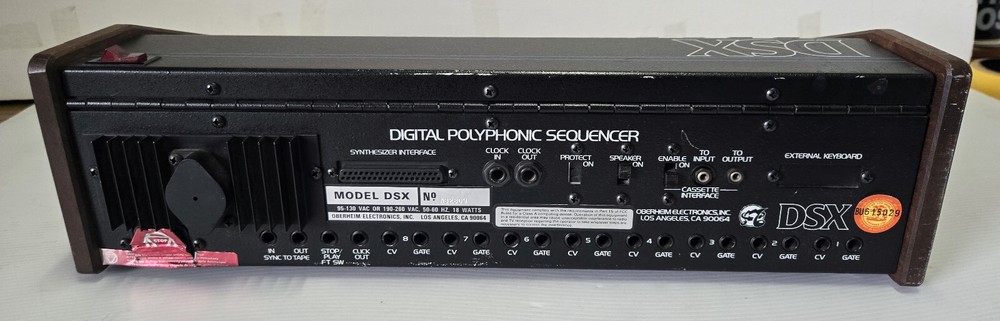 DSX
DIGITAL POLYPHONIC SEQUENCER
SYNTHESIZER INTERFACE
CLOCK IN
CLOCK OUT
PROTECT ON
SPEAKER ON
ENABLE ON
TO INPUT
TO OUTPUT
CASSETTE INTERFACE
EXTERNAL KEYBOARD
MODEL DSX
NO
95-130 VAC OR 190-260 VAC, 50-60 HZ, 18 WATTS
OBERHEIM ELECTRONICS, INC. LOS ANGELES, CA 90064
OBERHEIM ELECTRONICS, INC
LOS ANGELES, CA 90064
DSX
BU615029
IN OUT
SYNC TO TAPE
STOP/
PLAY
FT SW
CLICK
OUT
8 7 6 5 4 3 2 1
CV GATE CV GATE CV GATE CV GATE CV GATE CV GATE CV GATE CV GATE